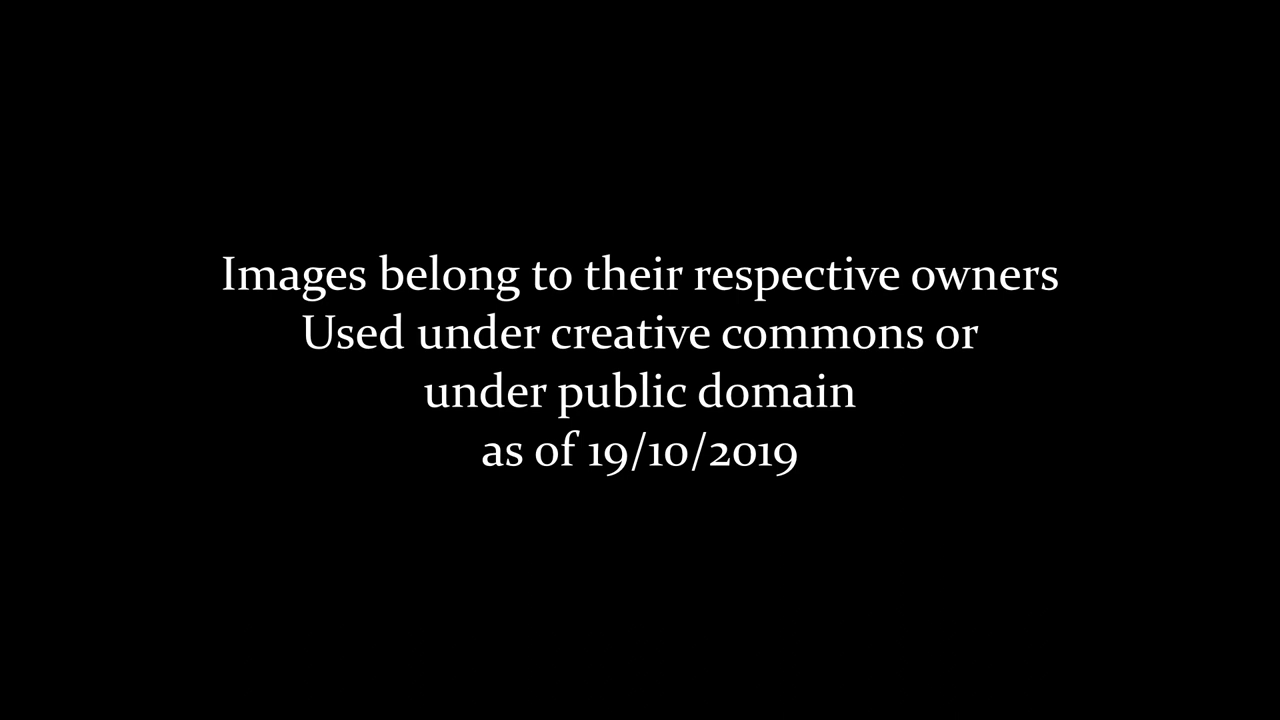 Images belong to their respective owners
Used under creative commons or
under public domain
as of 19/10/2019